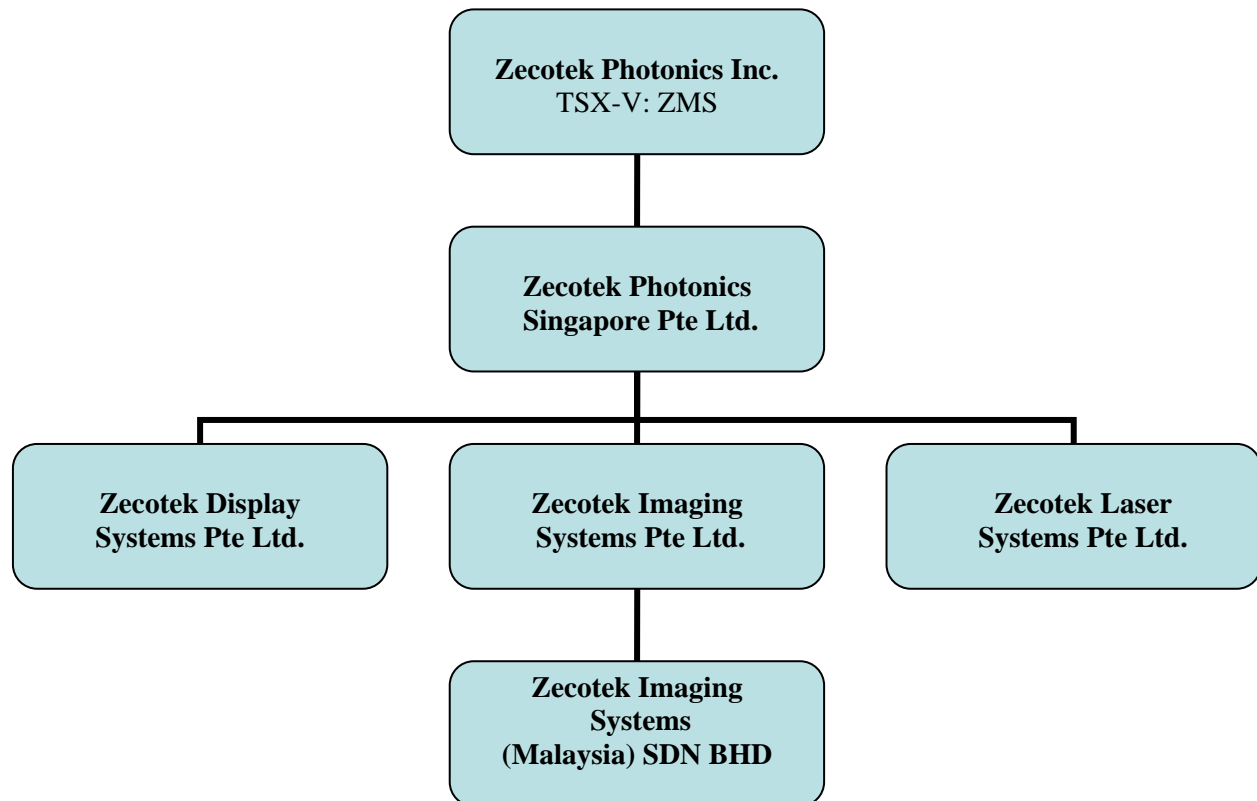 Zecotek Photonics Inc.
TSX-V: ZMS
Zecotek Photonics
Singapore Pte Ltd.
Zecotek Display
Systems Pte Ltd.
Zecotek Imaging
Systems Pte Ltd.
Zecotek Laser
Systems Pte Ltd.
Zecotek Imaging
Systems
(Malaysia) SDN BHD